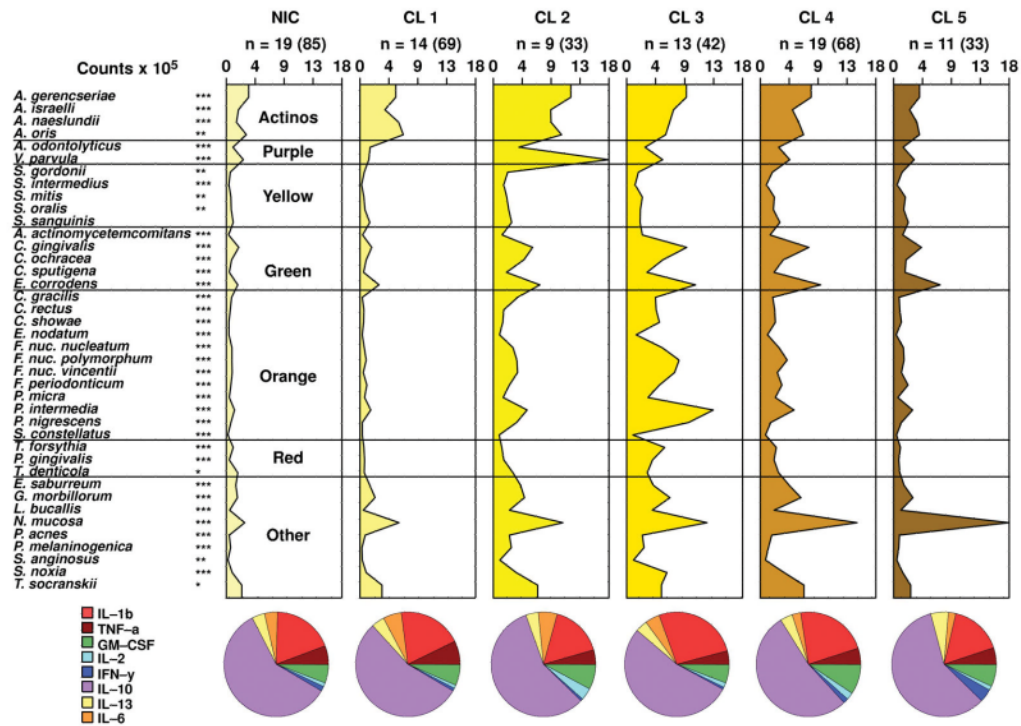 NIC CL 1 CL 2 CL 3 CL 4 CL 5
n = 19 (85) n = 14 (69) n = 9 (33) n = 13 (42) n = 19 (68) n = 11 (33)
Counts x 10⁵ 0 4 9 13 18 0 4 9 13 18 0 4 9 13 18 0 4 9 13 18 0 4 9 13 18 0 4 9 13 18
A. gerencseriae ***
A. israelli ***
Actinos
A. naeslundii ***
A. oris **
A. odontolyticus ***
Purple
V. parvula ***
S. gordonii **
S. intermedius ***
Yellow
S. mitis **
S. oralis **
S. sanguinis
A. actinomycetemcomitans ***
C. gingivalis ***
C. ochracea ***
Green
C. sputigena ***
E. corrodens ***
C. gracilis ***
C. rectus ***
C. showae ***
E. nodatum ***
F. nuc. nucleatum ***
F. nuc. polymorphum ***
F. nuc. vincentii ***
Orange
F. periodonticum ***
P. micra ***
P. intermedia ***
P. nigrescens ***
S. constellatus ***
T. forsythia ***
P. gingivalis ***
Red
T. denticola *
E. saburreum ***
G. morbillorum ***
L. bucallis ***
N. mucosa ***
Other
P. acnes ***
P. melaninogenica ***
S. anginosus **
S. noxia ***
T. socranskii *
IL–1b
TNF–a
GM–CSF
IL–2
IFN–y
IL–10
IL–13
IL–6